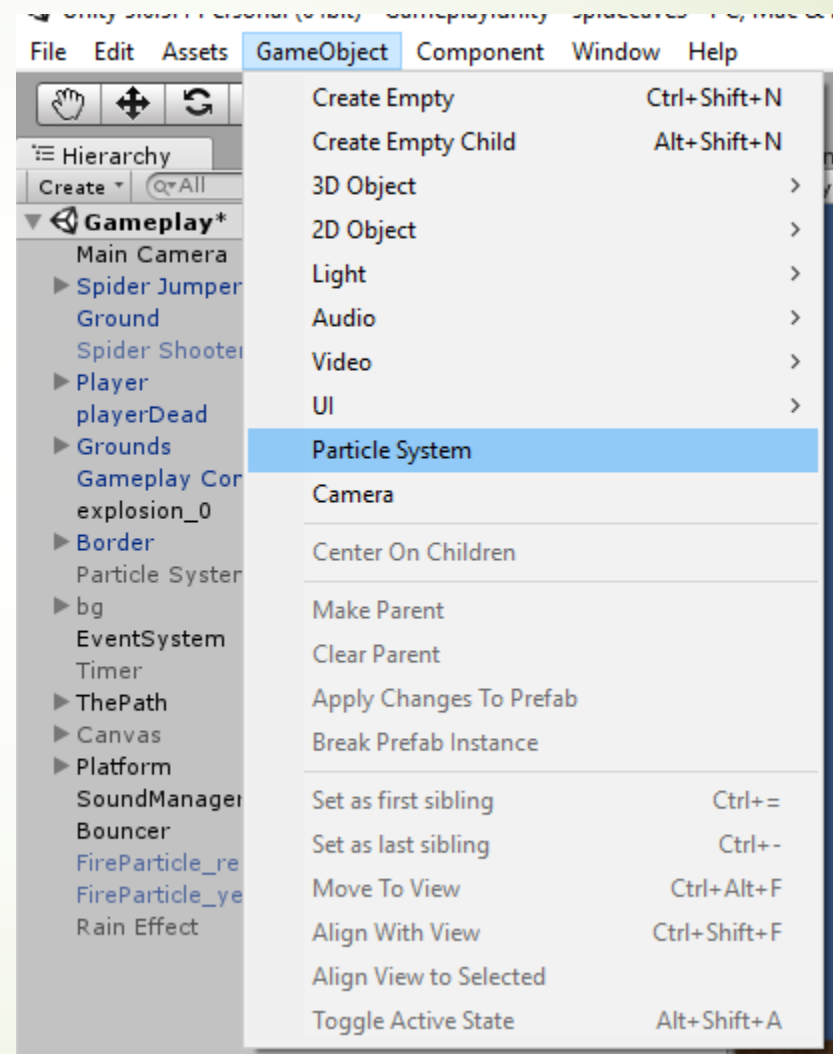 File Edit Assets GameObject Component Window Help
Create Empty Ctrl+Shift+N
Create Empty Child Alt+Shift+N
3D Object
2D Object
Light
Audio
Video
UI
Particle System
Camera
Center On Children
Make Parent
Clear Parent
Apply Changes To Prefab
Break Prefab Instance
Set as first sibling Ctrl+=
Set as last sibling Ctrl+-
Move To View Ctrl+Alt+F
Align With View Ctrl+Shift+F
Align View to Selected
Toggle Active State Alt+Shift+A
Hierarchy
Create All
Gameplay*
Main Camera
Spider Jumper
Ground
Spider Shooter
Player
playerDead
Grounds
Gameplay Con
explosion_0
Border
Particle System
bg
EventSystem
Timer
ThePath
Canvas
Platform
SoundManager
Bouncer
FireParticle_re
FireParticle_ye
Rain Effect